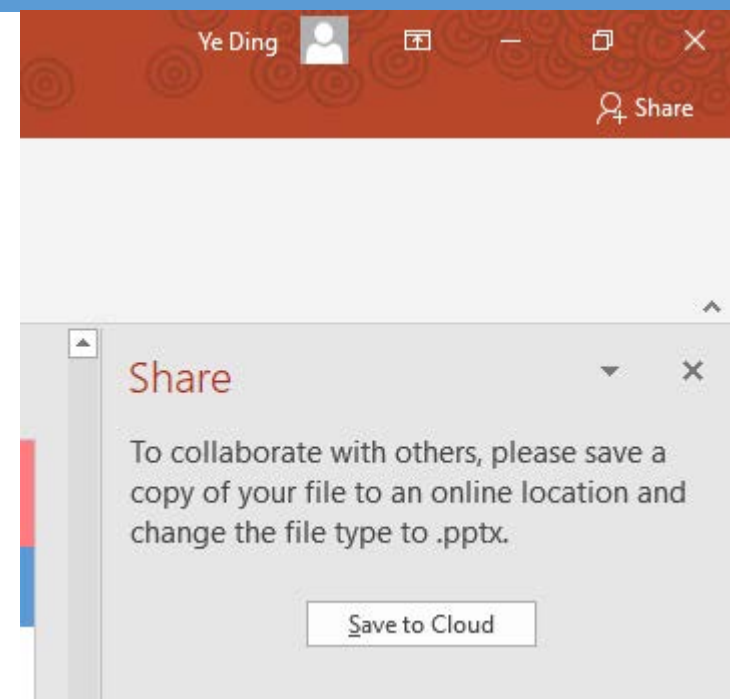 Ye Ding
Share
Share
To collaborate with others, please save a
copy of your file to an online location and
change the file type to .pptx.
Save to Cloud